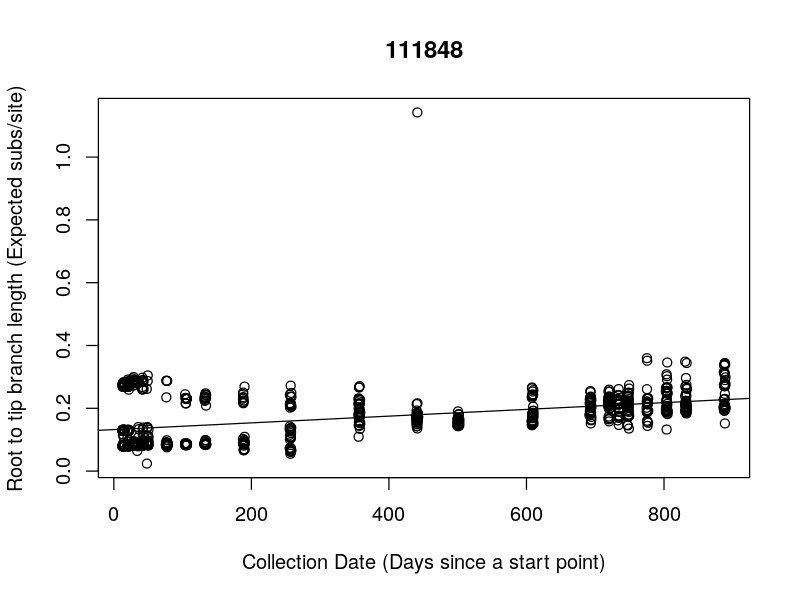 111848
Root to tip branch length (Expected subs/site)
1.0
0.8
0.6
0.4
0.2
0.0
0 200 400 600 800
Collection Date (Days since a start point)